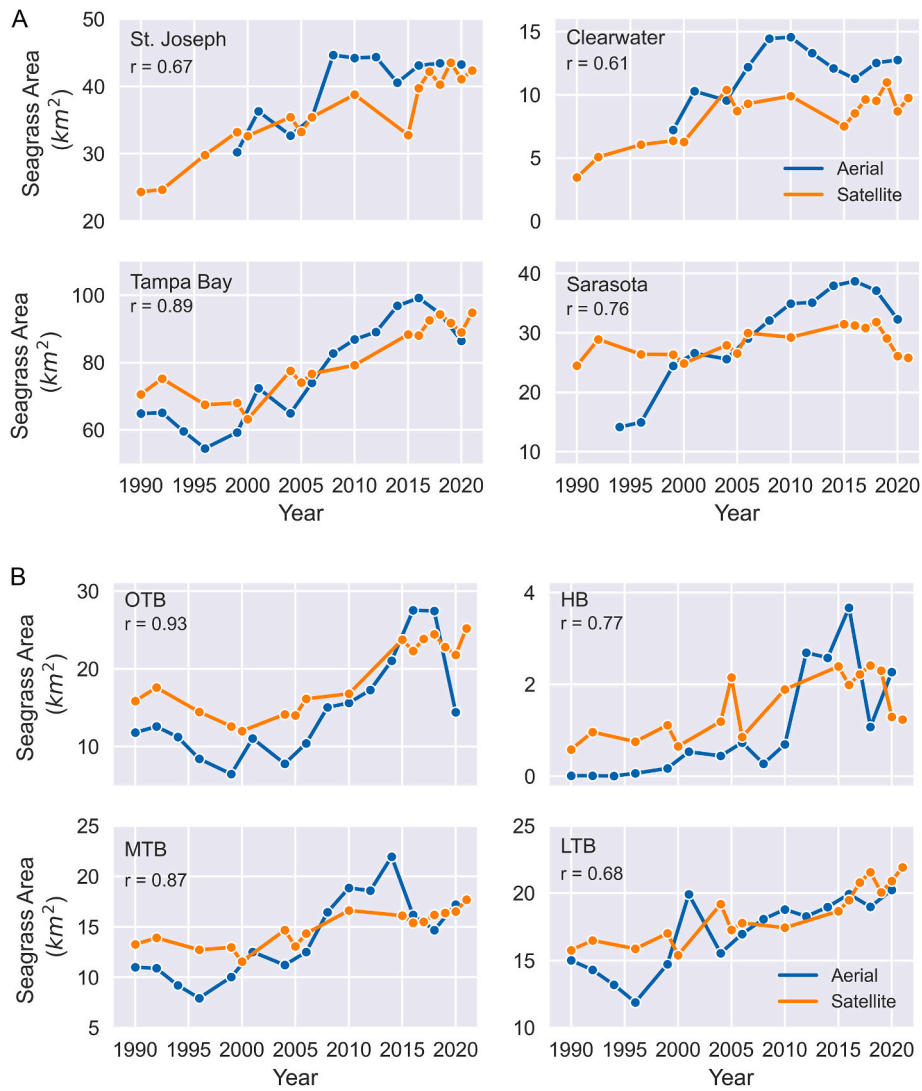 A
50
40
30
20
Seagrass Area
(km²)
St. Joseph
r = 0.67
15
10
5
0
Clearwater
r = 0.61
Aerial
Satellite
100
80
60
Seagrass Area
(km²)
Tampa Bay
r = 0.89
1990 1995 2000 2005 2010 2015 2020
Year
40
30
20
10
Sarasota
r = 0.76
1990 1995 2000 2005 2010 2015 2020
Year
B
30
20
10
Seagrass Area
(km²)
OTB
r = 0.93
4
2
0
HB
r = 0.77
25
20
15
10
5
Seagrass Area
(km²)
MTB
r = 0.87
1990 1995 2000 2005 2010 2015 2020
Year
25
20
15
10
LTB
r = 0.68
Aerial
Satellite
1990 1995 2000 2005 2010 2015 2020
Year